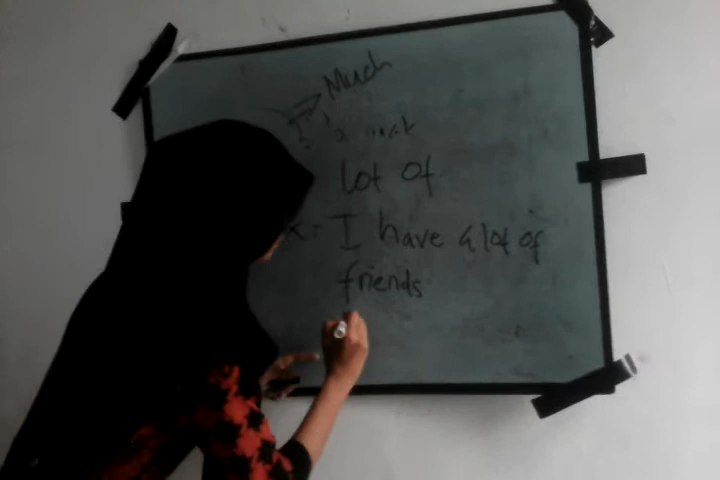 Much
lot of
x = I have a lot of
friends